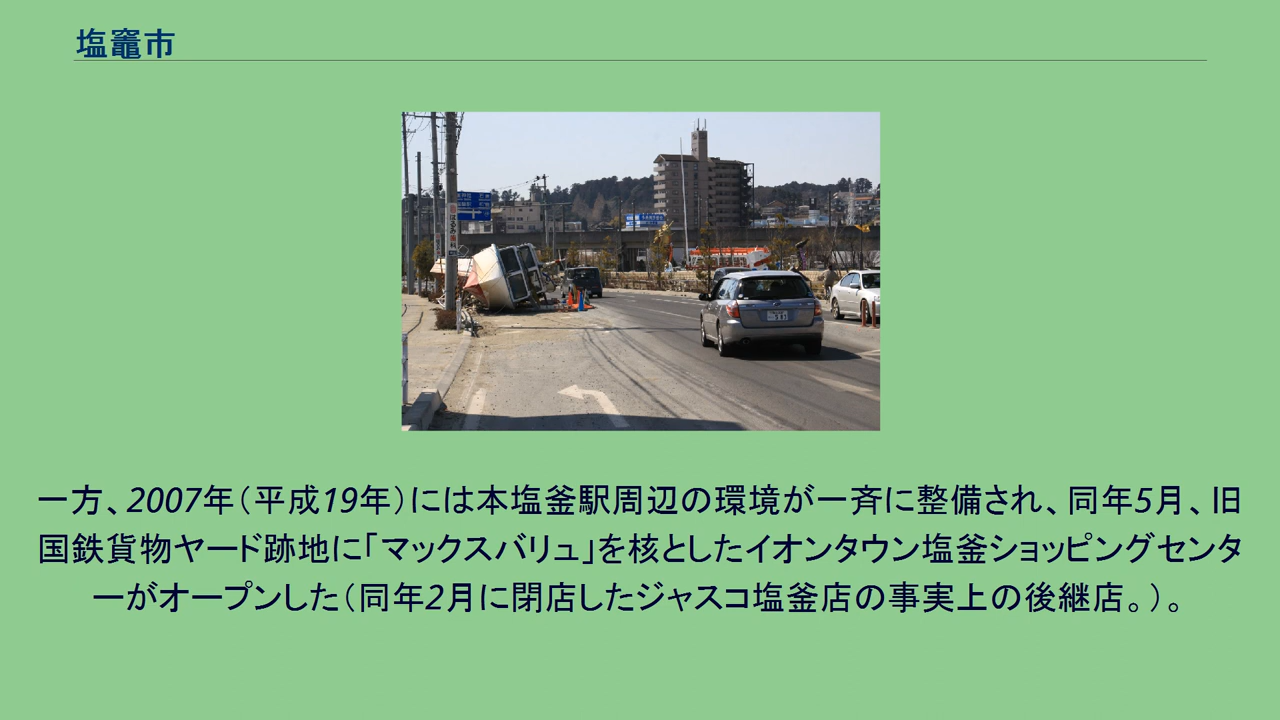 塩竈市
一方、2007年（平成19年）には本塩釜駅周辺の環境が一斉に整備され、同年5月、旧
国鉄貨物ヤード跡地に「マックスバリュ」を核としたイオンタウン塩釜ショッピングセンタ
ーがオープンした（同年2月に閉店したジャスコ塩釜店の事実上の後継店。）。